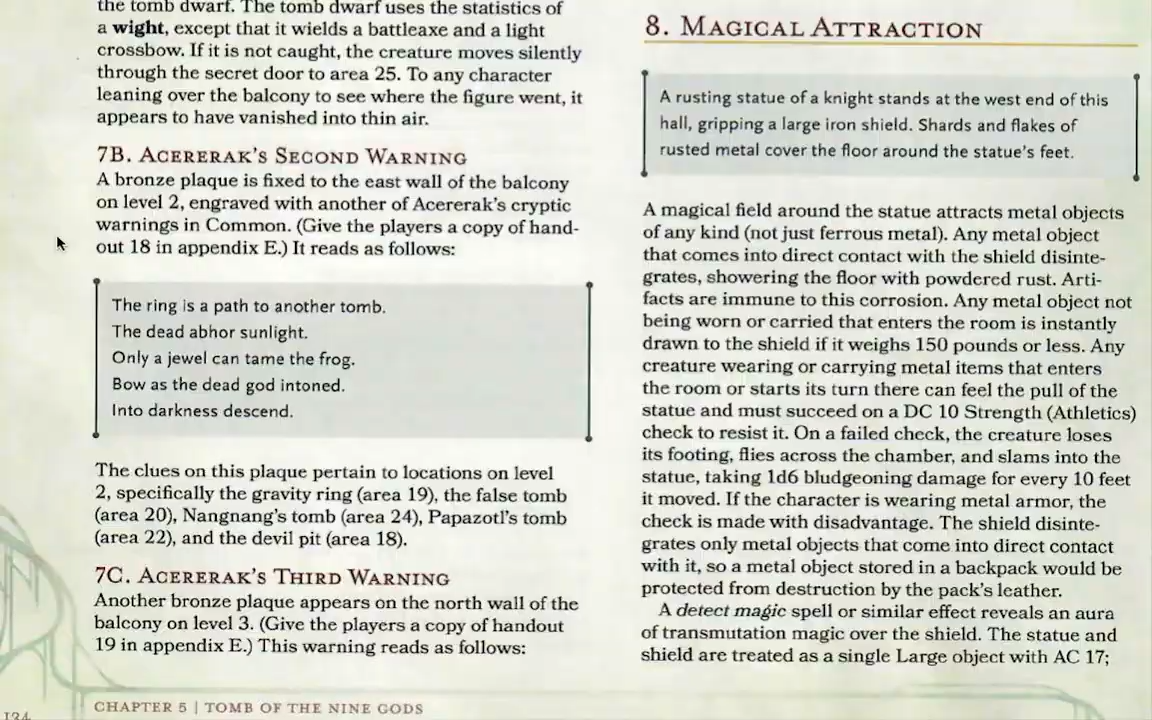 the tomb dwarf. The tomb dwarf uses the statistics of
a wight, except that it wields a battleaxe and a light
crossbow. If it is not caught, the creature moves silently
through the secret door to area 25. To any character
leaning over the balcony to see where the figure went, it
appears to have vanished into thin air.
7B. Acererak's Second Warning
A bronze plaque is fixed to the east wall of the balcony
on level 2, engraved with another of Acererak's cryptic
warnings in Common. (Give the players a copy of hand-
out 18 in appendix E.) It reads as follows:
The ring is a path to another tomb.
The dead abhor sunlight.
Only a jewel can tame the frog.
Bow as the dead god intoned.
Into darkness descend.
The clues on this plaque pertain to locations on level
2, specifically the gravity ring (area 19), the false tomb
(area 20), Nangnang's tomb (area 24), Papazotl's tomb
(area 22), and the devil pit (area 18).
7C. Acererak's Third Warning
Another bronze plaque appears on the north wall of the
balcony on level 3. (Give the players a copy of handout
19 in appendix E.) This warning reads as follows:
8. Magical Attraction
A rusting statue of a knight stands at the west end of this
hall, gripping a large iron shield. Shards and flakes of
rusted metal cover the floor around the statue's feet.
A magical field around the statue attracts metal objects
of any kind (not just ferrous metal). Any metal object
that comes into direct contact with the shield disinte-
grates, showering the floor with powdered rust. Arti-
facts are immune to this corrosion. Any metal object not
being worn or carried that enters the room is instantly
drawn to the shield if it weighs 150 pounds or less. Any
creature wearing or carrying metal items that enters
the room or starts its turn there can feel the pull of the
statue and must succeed on a DC 10 Strength (Athletics)
check to resist it. On a failed check, the creature loses
its footing, flies across the chamber, and slams into the
statue, taking 1d6 bludgeoning damage for every 10 feet
it moved. If the character is wearing metal armor, the
check is made with disadvantage. The shield disinte-
grates only metal objects that come into direct contact
with it, so a metal object stored in a backpack would be
protected from destruction by the pack's leather.
A detect magic spell or similar effect reveals an aura
of transmutation magic over the shield. The statue and
shield are treated as a single Large object with AC 17;
134
CHAPTER 5 | TOMB OF THE NINE GODS